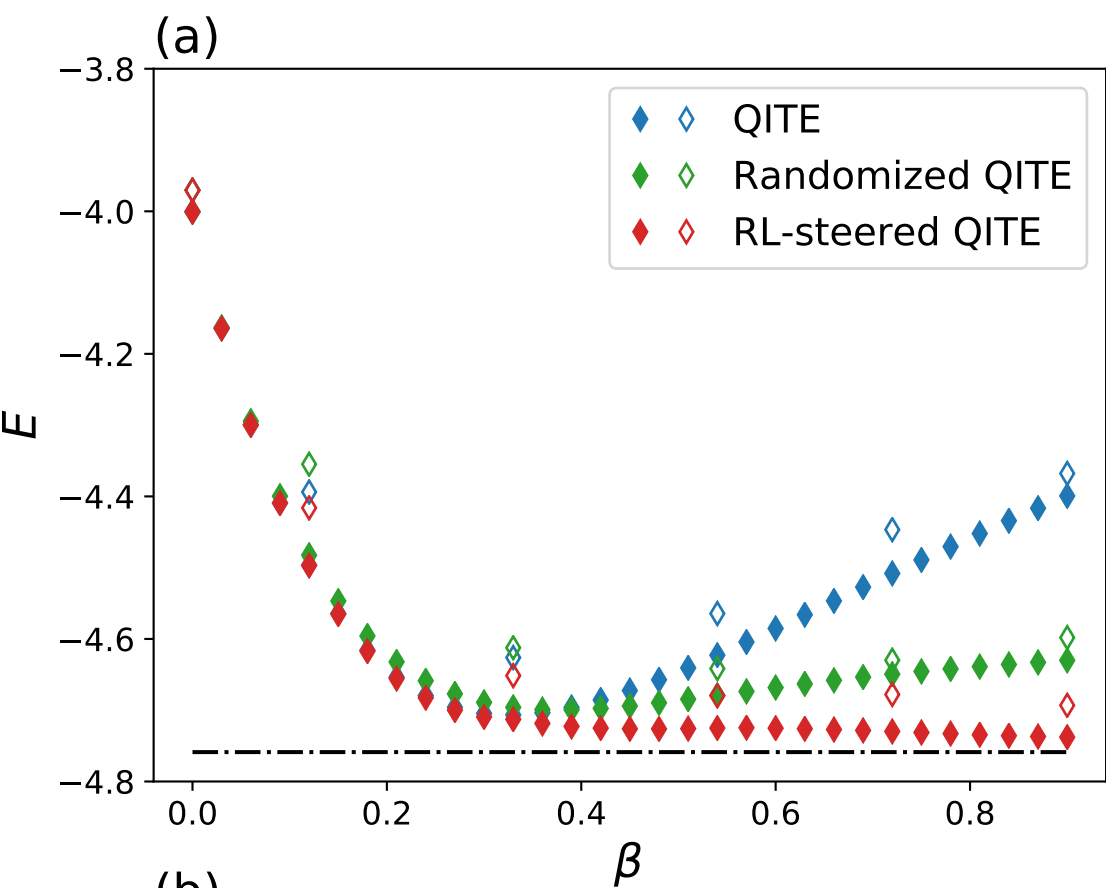 (a)
−3.8
−4.0
−4.2
−4.4
−4.6
−4.8
E
QITE
Randomized QITE
RL-steered QITE
0.0 0.2 0.4 0.6 0.8
β
(b)